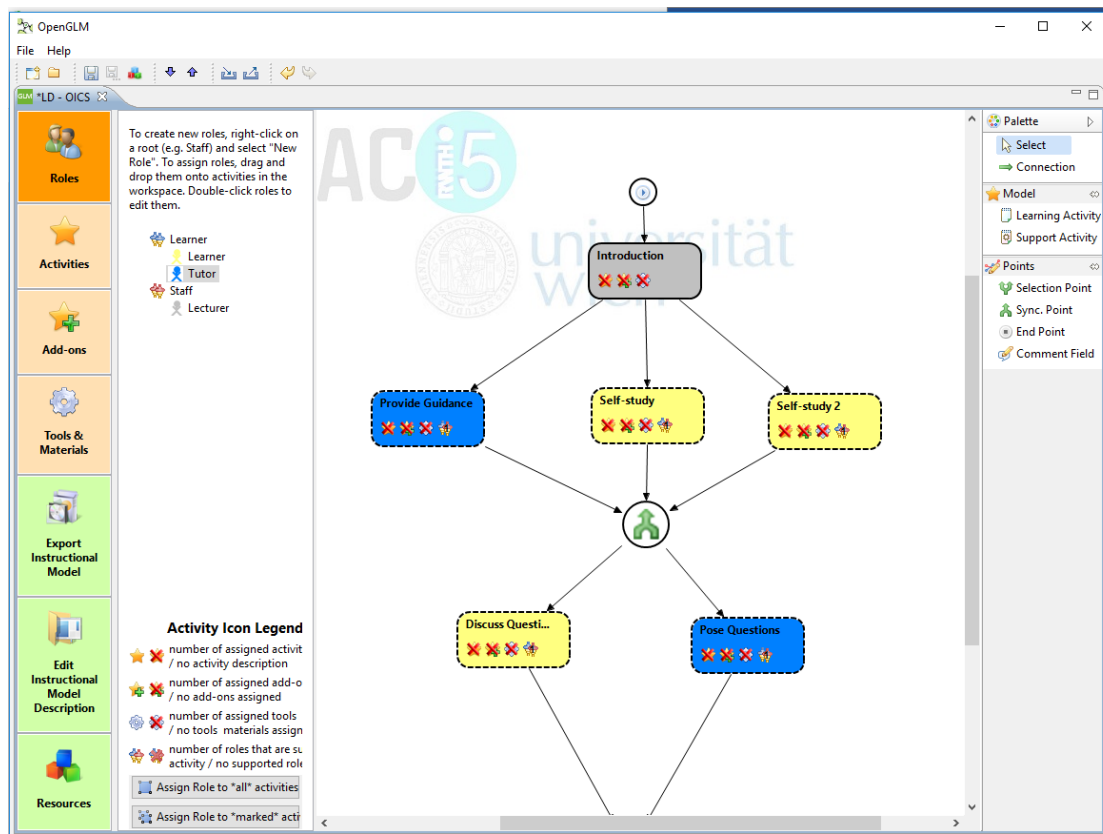 OpenGLM
File Help
GLM *LD - OICS
Roles
Activities
Add-ons
Tools &
Materials
Export
Instructional
Model
Edit
Instructional
Model
Description
Resources
To create new roles, right-click on
a root (e.g. Staff) and select "New
Role". To assign roles, drag and
drop them onto activities in the
workspace. Double-click roles to
edit them.
Learner
Learner
Tutor
Staff
Lecturer
Activity Icon Legend
number of assigned activit
/ no activity description
number of assigned add-o
/ no add-ons assigned
number of assigned tools
/ no tools materials assign
number of roles that are su
activity / no supported role
Assign Role to *all* activities
Assign Role to *marked* acti
ACi5
RWTH
universität
wien
Introduction
Provide Guidance
Self-study
Self-study 2
Discuss Questi...
Pose Questions
Palette
Select
Connection
Model
Learning Activity
Support Activity
Points
Selection Point
Sync. Point
End Point
Comment Field